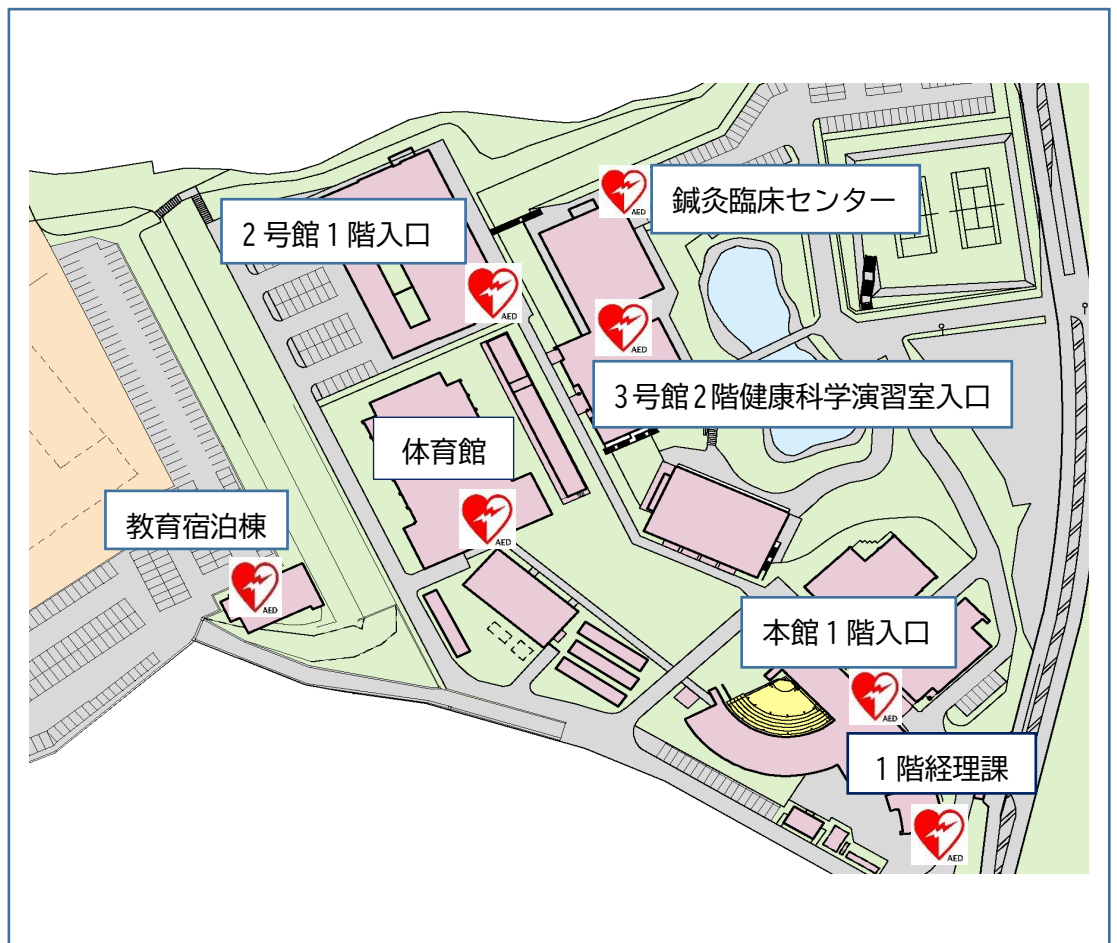 鍼灸臨床センター
AED
2号館1階入口
AED
AED
3号館2階健康科学演習室入口
体育館
AED
教育宿泊棟
AED
本館1階入口
AED
1階経理課
AED